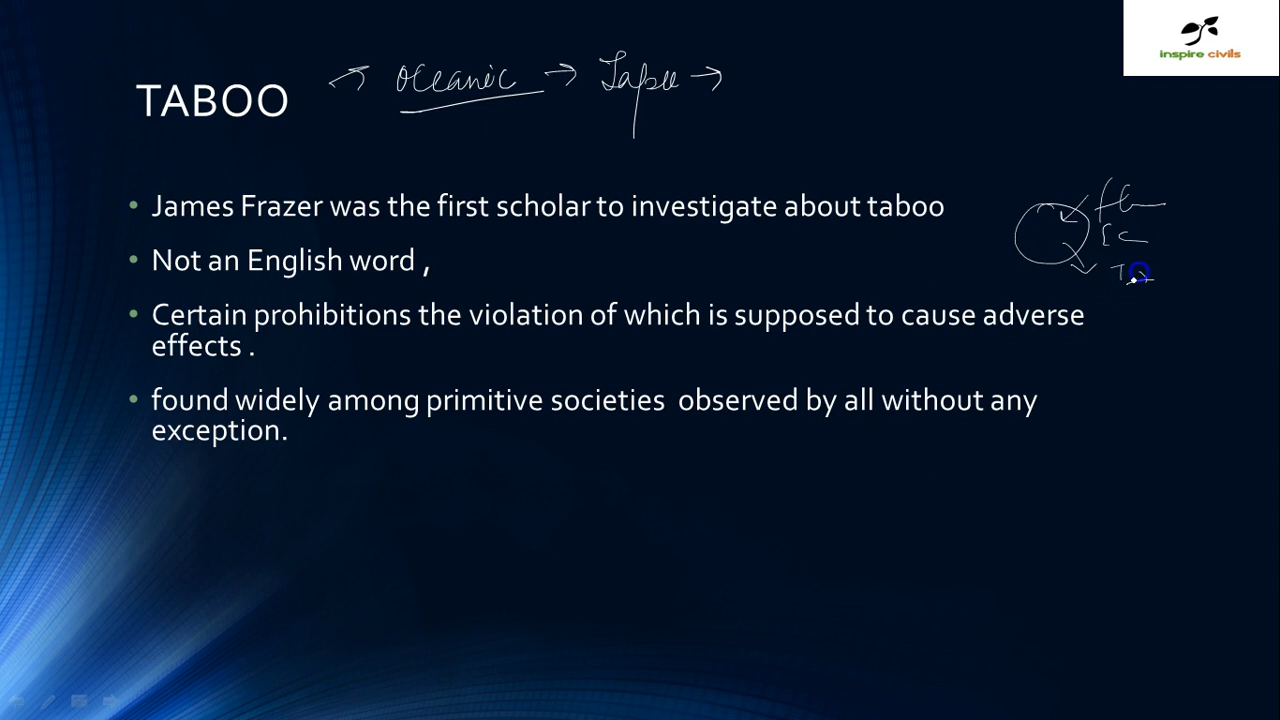 inspire civils
TABOO → Oceanic → Tapu →
• James Frazer was the first scholar to investigate about taboo
• Not an English word ,
• Certain prohibitions the violation of which is supposed to cause adverse
effects .
• found widely among primitive societies observed by all without any
exception.